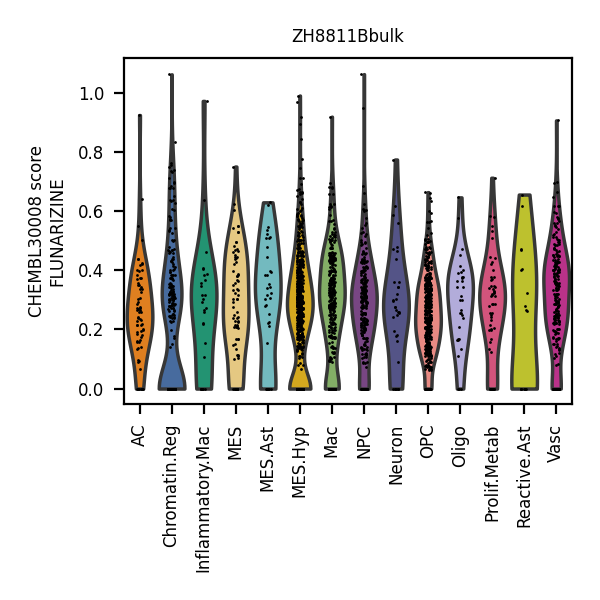 ZH8811Bbulk
CHEMBL30008 score
FLUNARIZINE
1.0
0.8
0.6
0.4
0.2
0.0
AC
Chromatin.Reg
Inflammatory.Mac
MES
MES.Ast
MES.Hyp
Mac
NPC
Neuron
OPC
Oligo
Prolif.Metab
Reactive.Ast
Vasc